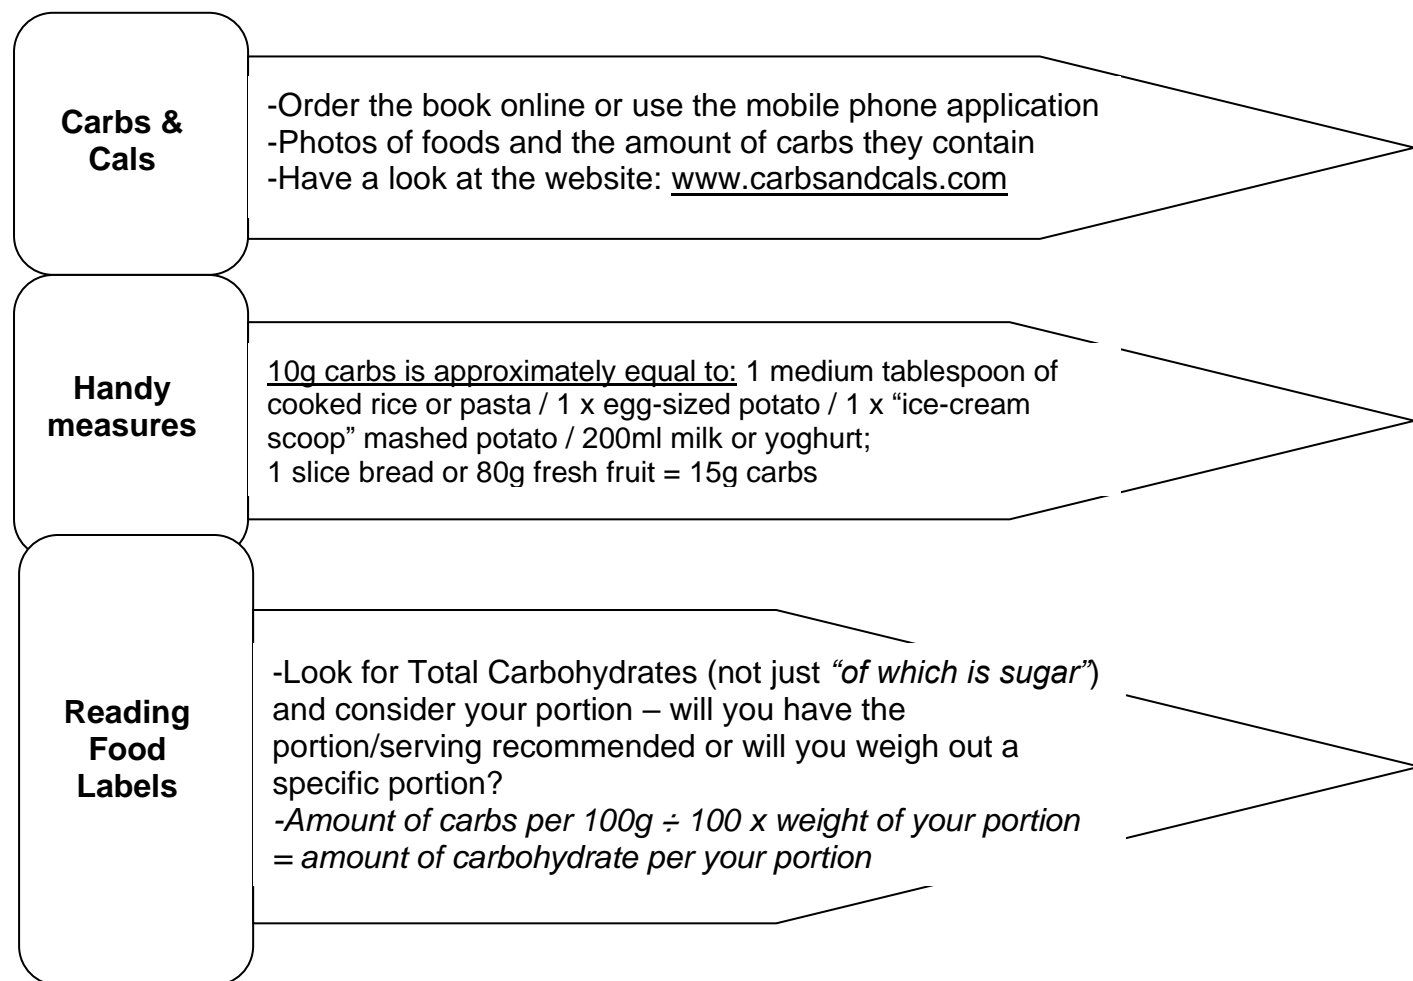 Carbs &
Cals
-Order the book online or use the mobile phone application
-Photos of foods and the amount of carbs they contain
-Have a look at the website: www.carbsandcals.com
Handy
measures
10g carbs is approximately equal to: 1 medium tablespoon of
cooked rice or pasta / 1 x egg-sized potato / 1 x “ice-cream
scoop” mashed potato / 200ml milk or yoghurt;
1 slice bread or 80g fresh fruit = 15g carbs
Reading
Food
Labels
-Look for Total Carbohydrates (not just “of which is sugar”)
and consider your portion – will you have the
portion/serving recommended or will you weigh out a
specific portion?
-Amount of carbs per 100g ÷ 100 x weight of your portion
= amount of carbohydrate per your portion